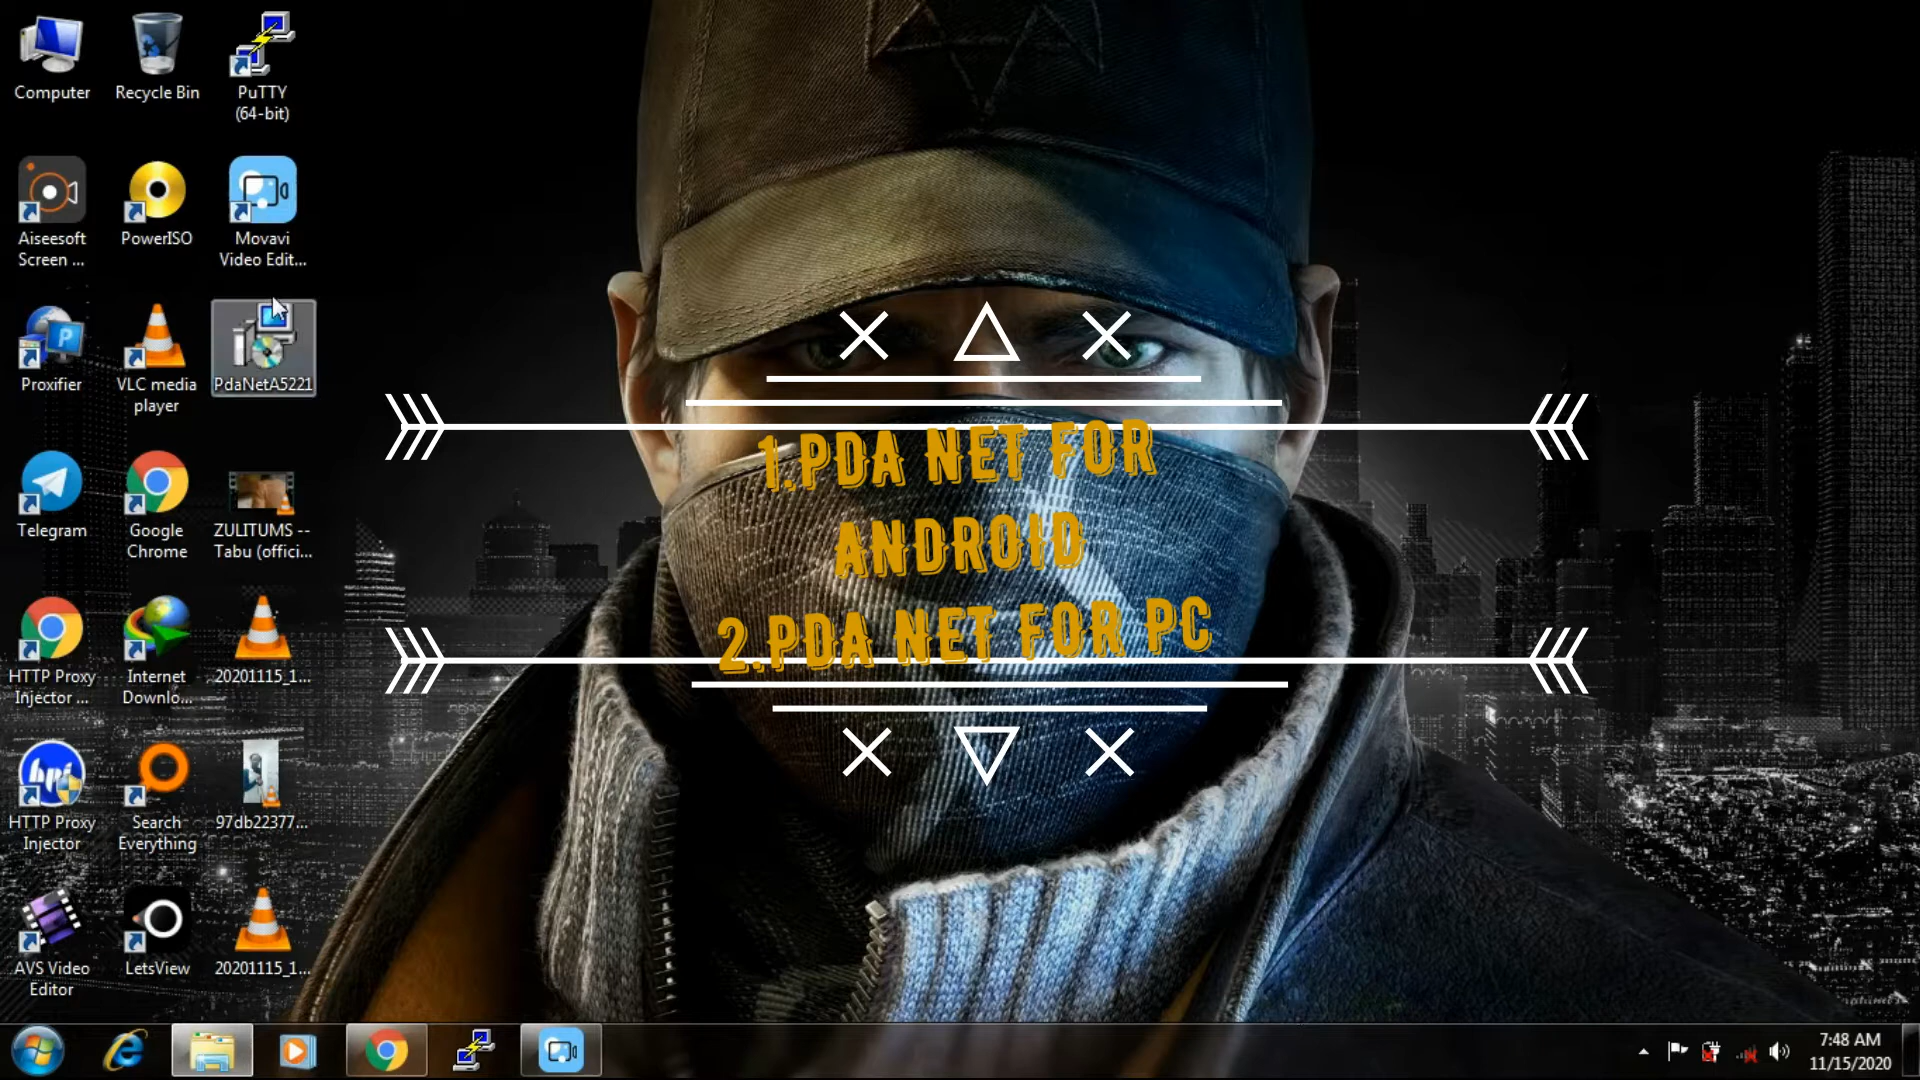 Computer
Recycle Bin
PuTTY
(64-bit)
Aiseesoft
Screen ...
PowerISO
Movavi
Video Edit...
Proxifier
VLC media
player
PdaNetA5221
Telegram
Google
Chrome
ZULITUMS --
Tabu (offici...
HTTP Proxy
Injector ...
Internet
Downlo...
20201115_1...
HTTP Proxy
Injector
Search
Everything
97db22377...
AVS Video
Editor
LetsView
20201115_1...
1.PDA NET FOR
ANDROID
2.PDA NET FOR PC
P
hpi
7:48 AM
11/15/2020